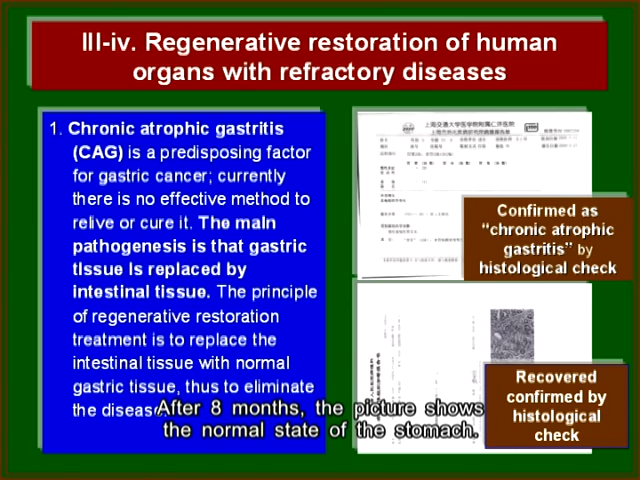 III-iv. Regenerative restoration of human
organs with refractory diseases
1. Chronic atrophic gastritis
(CAG) is a predisposing factor
for gastric cancer; currently
there is no effective method to
relive or cure it. The main
pathogenesis is that gastric
tissue is replaced by
intestinal tissue. The principle
of regenerative restoration
treatment is to replace the
intestinal tissue with normal
gastric tissue, thus to eliminate
the disease
上海交通大学医学院附属仁济医院
Confirmed as
“chronic atrophic
gastritis” by
histological check
Recovered
confirmed by
histological
check
After 8 months, the picture shows
the normal state of the stomach.